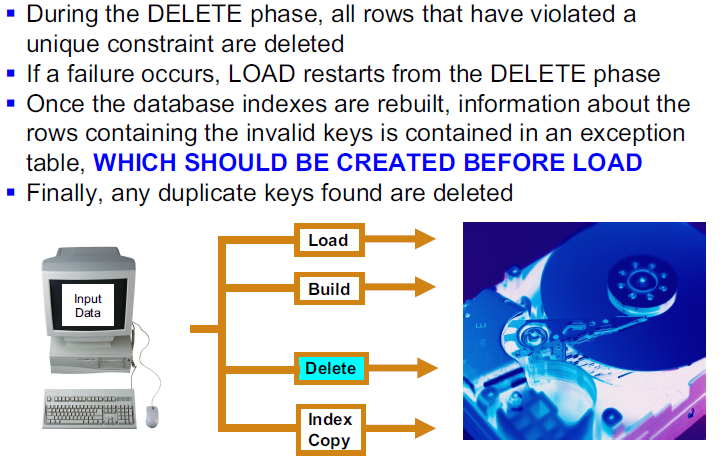 ▪ During the DELETE phase, all rows that have violated a
unique constraint are deleted
▪ If a failure occurs, LOAD restarts from the DELETE phase
▪ Once the database indexes are rebuilt, information about the
rows containing the invalid keys is contained in an exception
table, WHICH SHOULD BE CREATED BEFORE LOAD
▪ Finally, any duplicate keys found are deleted
Input
Data
Load
Build
Delete
Index
Copy